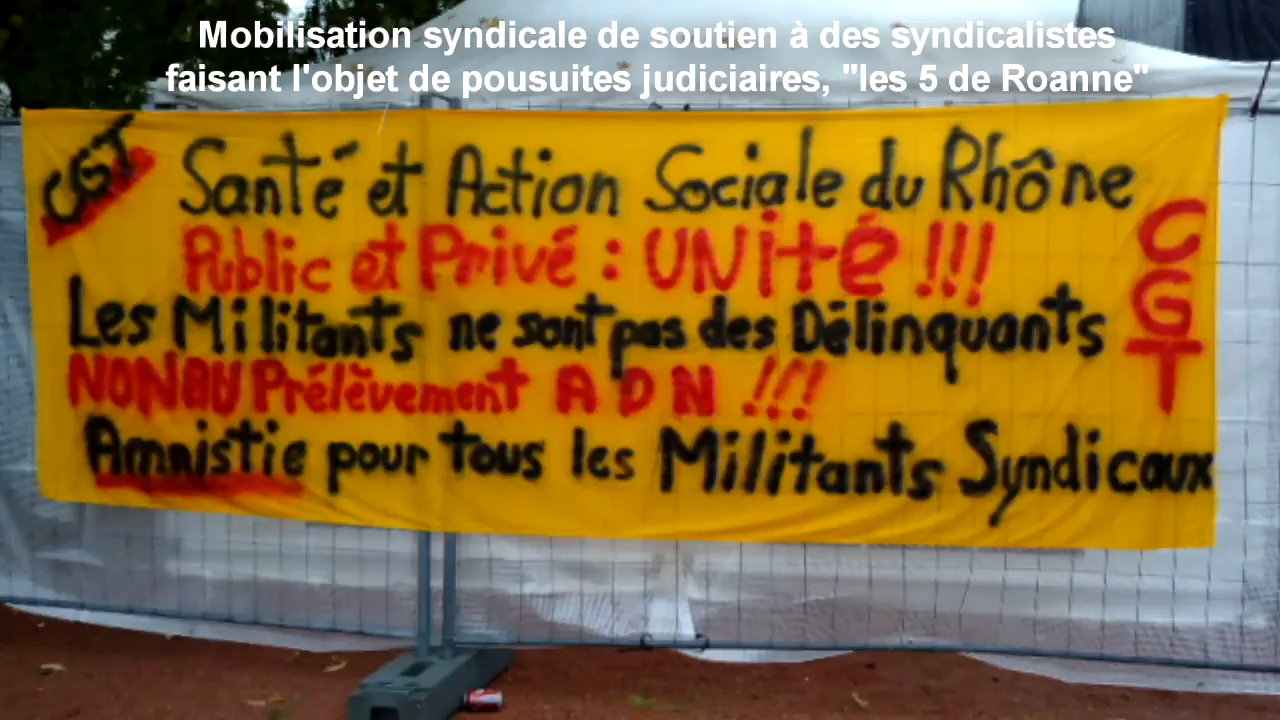 Mobilisation syndicale de soutien à des syndicalistes
faisant l'objet de pousuites judiciaires, "les 5 de Roanne"
CGT
Santé et Action Sociale du Rhône
Public et Privé : UNité !!!
Les Militants ne sont pas des Délinquants
NON AU Prélèvement ADN !!!
Amnistie pour tous les Militants Syndicaux
CGT